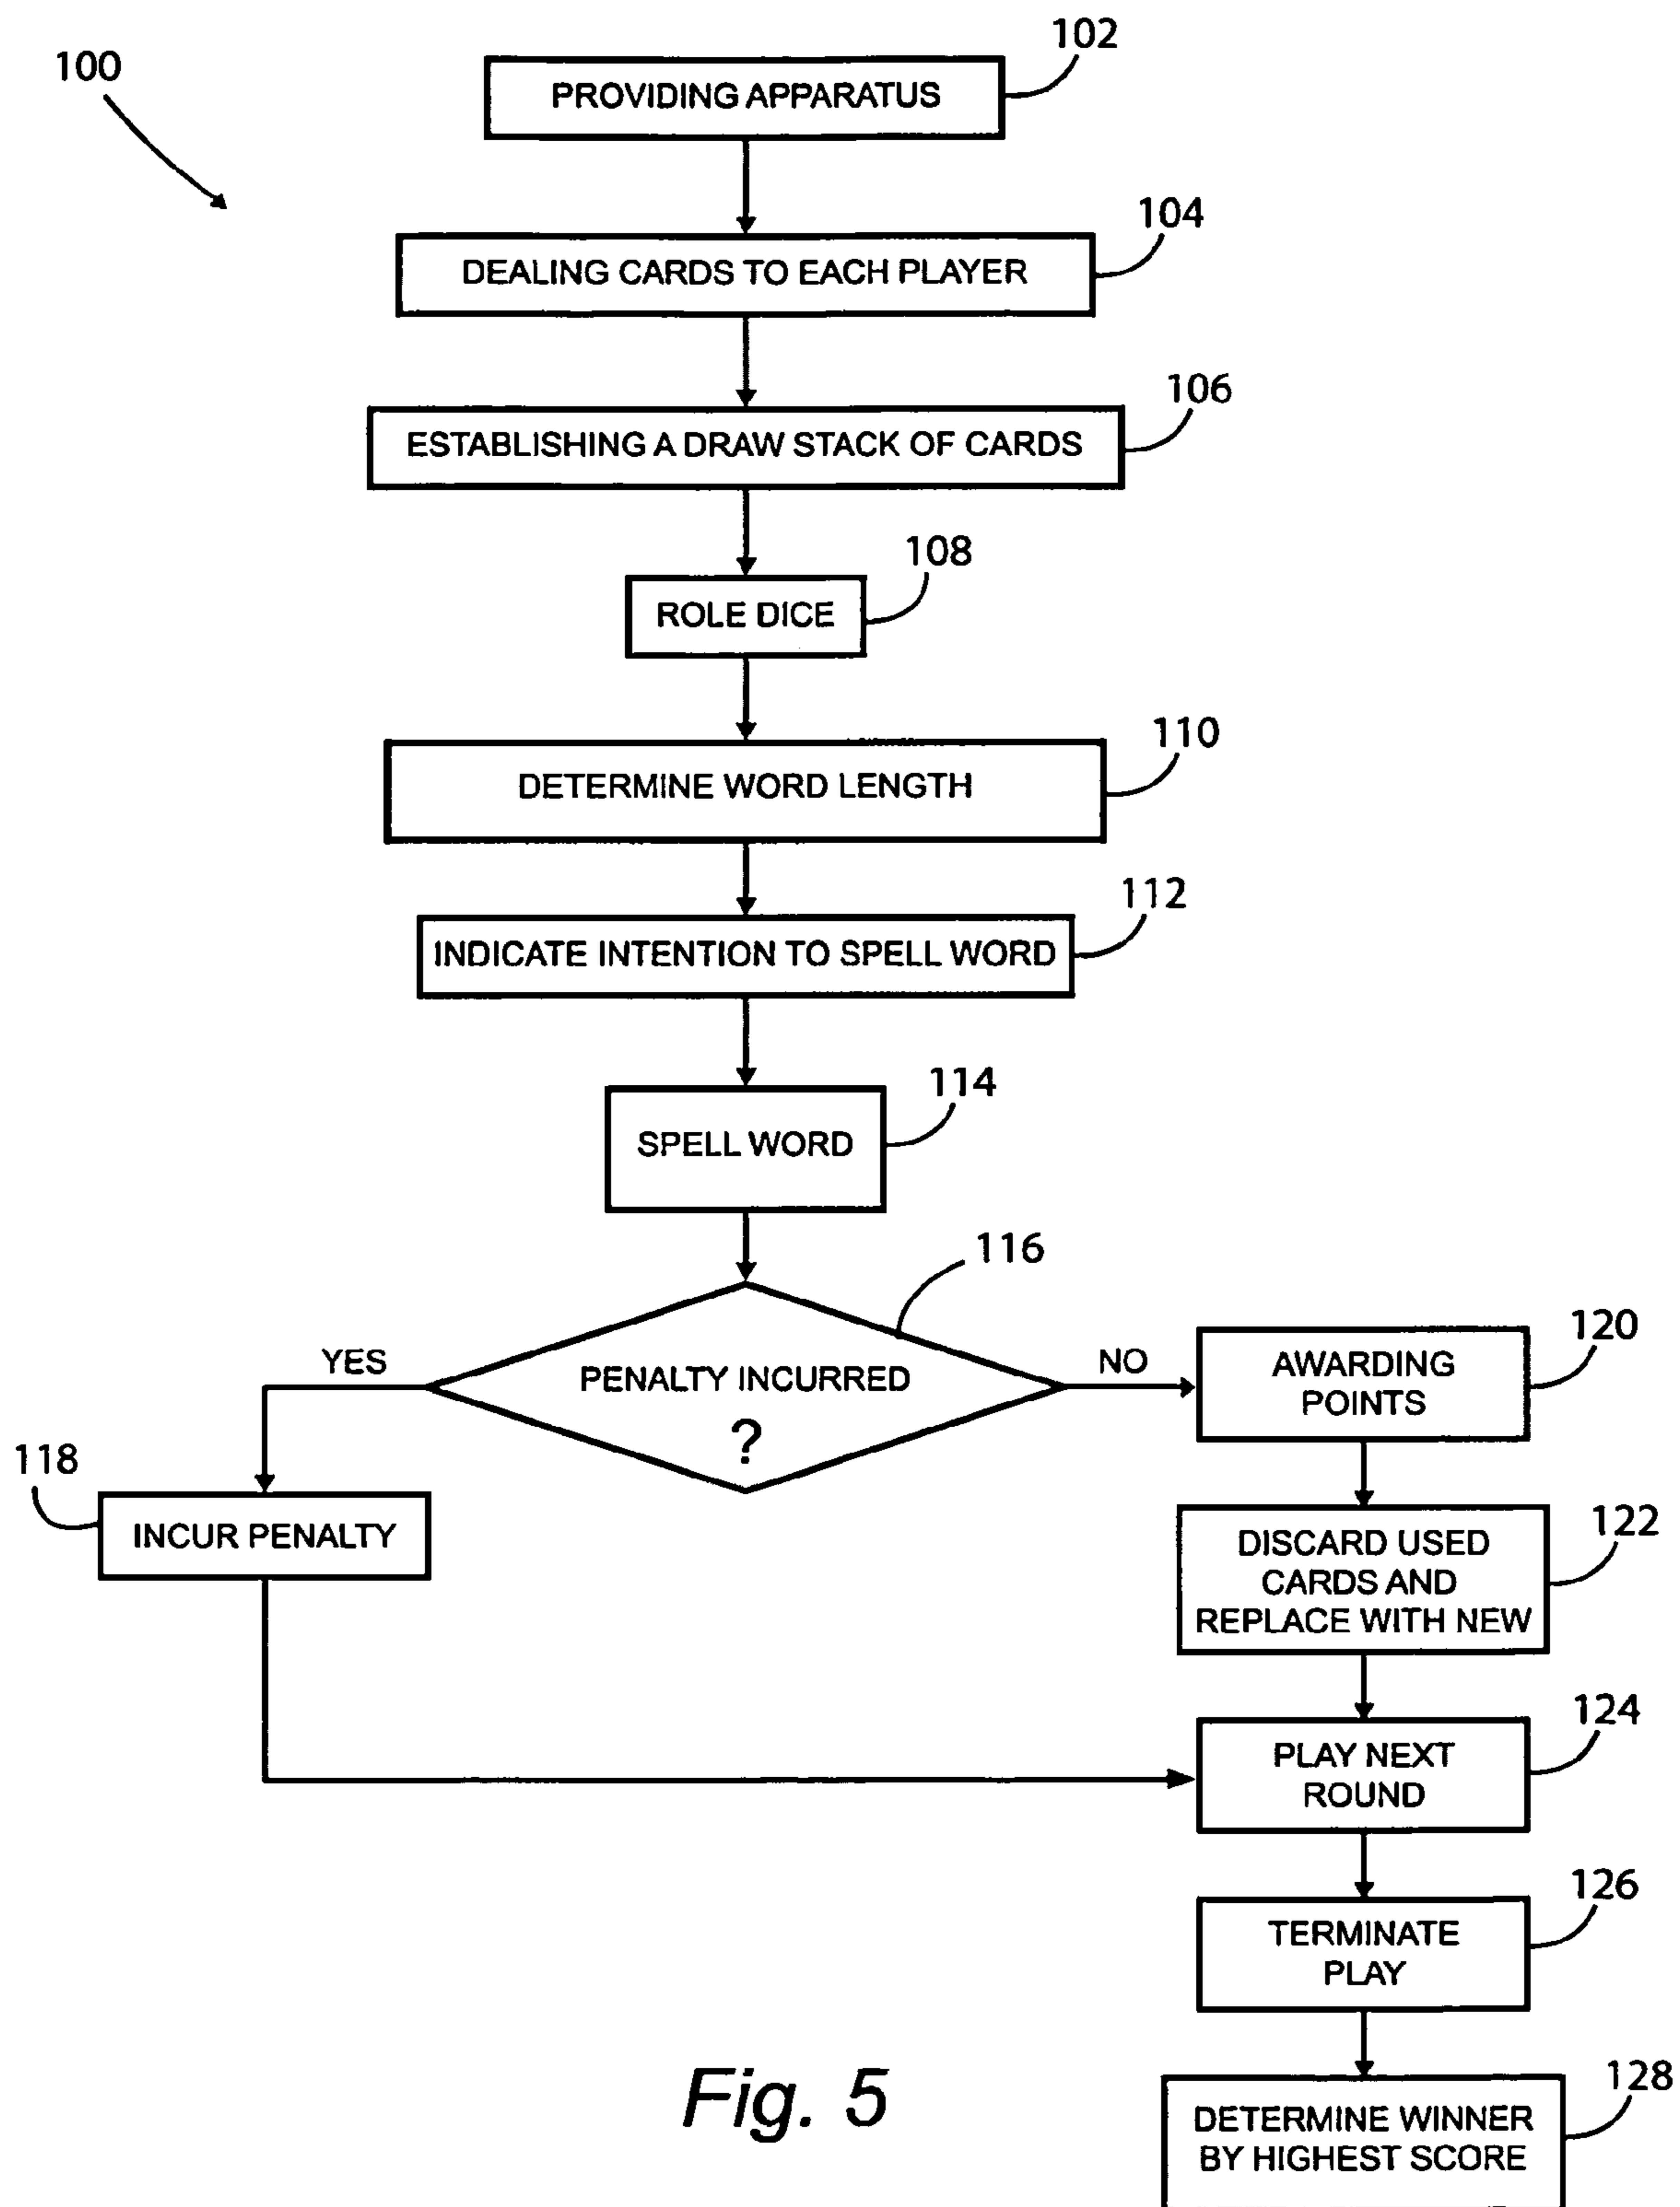 100
102
PROVIDING APPARATUS
104
DEALING CARDS TO EACH PLAYER
106
ESTABLISHING A DRAW STACK OF CARDS
108
ROLE DICE
110
DETERMINE WORD LENGTH
112
INDICATE INTENTION TO SPELL WORD
114
SPELL WORD
116
PENALTY INCURRED
?
YES
NO
118
INCUR PENALTY
120
AWARDING
POINTS
122
DISCARD USED
CARDS AND
REPLACE WITH NEW
124
PLAY NEXT
ROUND
126
TERMINATE
PLAY
128
DETERMINE WINNER
BY HIGHEST SCORE
Fig. 5